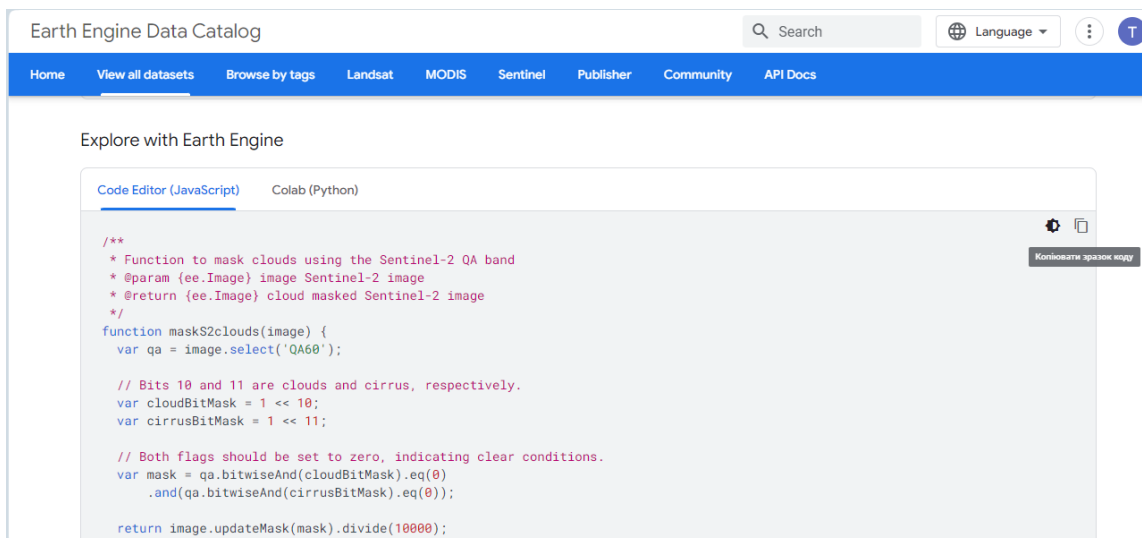 Earth Engine Data Catalog
Search
Language
T
Home View all datasets Browse by tags Landsat MODIS Sentinel Publisher Community API Docs
Explore with Earth Engine
Code Editor (JavaScript) Colab (Python)
Копіювати зразок коду
/**
 * Function to mask clouds using the Sentinel-2 QA band
 * @param {ee.Image} image Sentinel-2 image
 * @return {ee.Image} cloud masked Sentinel-2 image
 */
function maskS2clouds(image) {
  var qa = image.select('QA60');
  // Bits 10 and 11 are clouds and cirrus, respectively.
  var cloudBitMask = 1 << 10;
  var cirrusBitMask = 1 << 11;
  // Both flags should be set to zero, indicating clear conditions.
  var mask = qa.bitwiseAnd(cloudBitMask).eq(0)
      .and(qa.bitwiseAnd(cirrusBitMask).eq(0));
  return image.updateMask(mask).divide(10000);